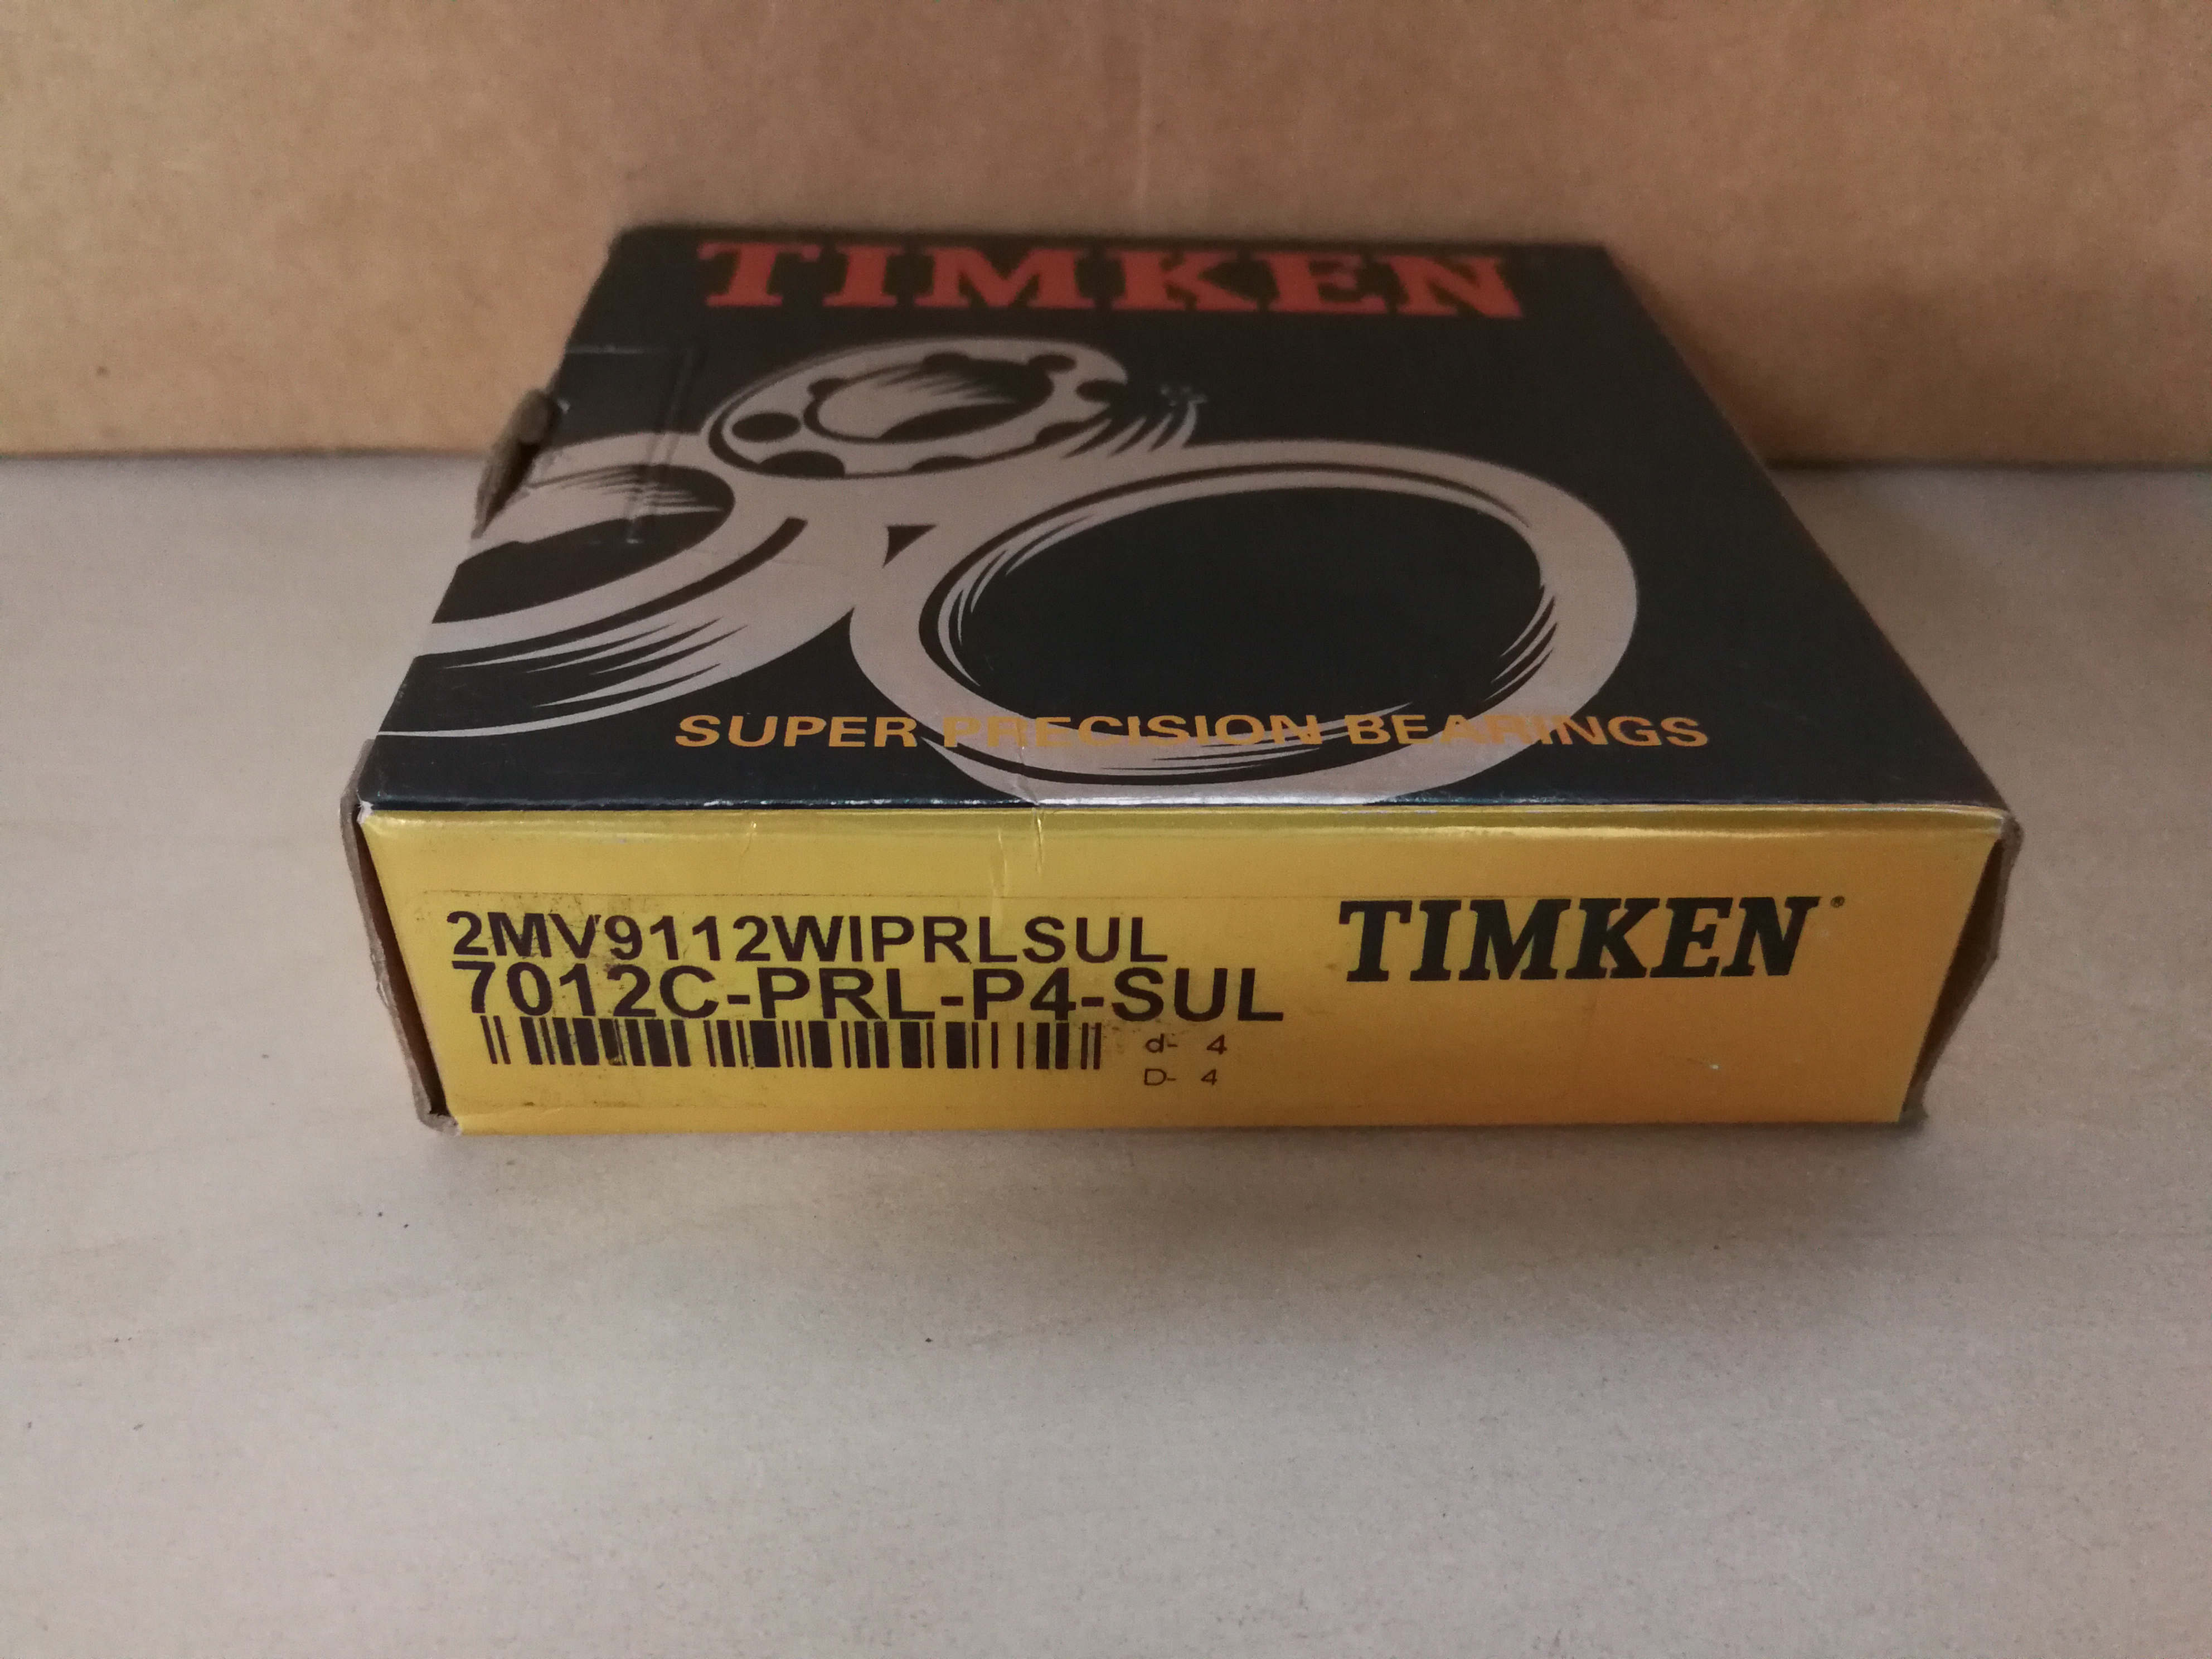 TIMKEN
SUPER PRECISION BEARINGS
2MV9112WIPRLSUL
TIMKEN®
7012C-PRL-P4-SUL
d- 4
D- 4